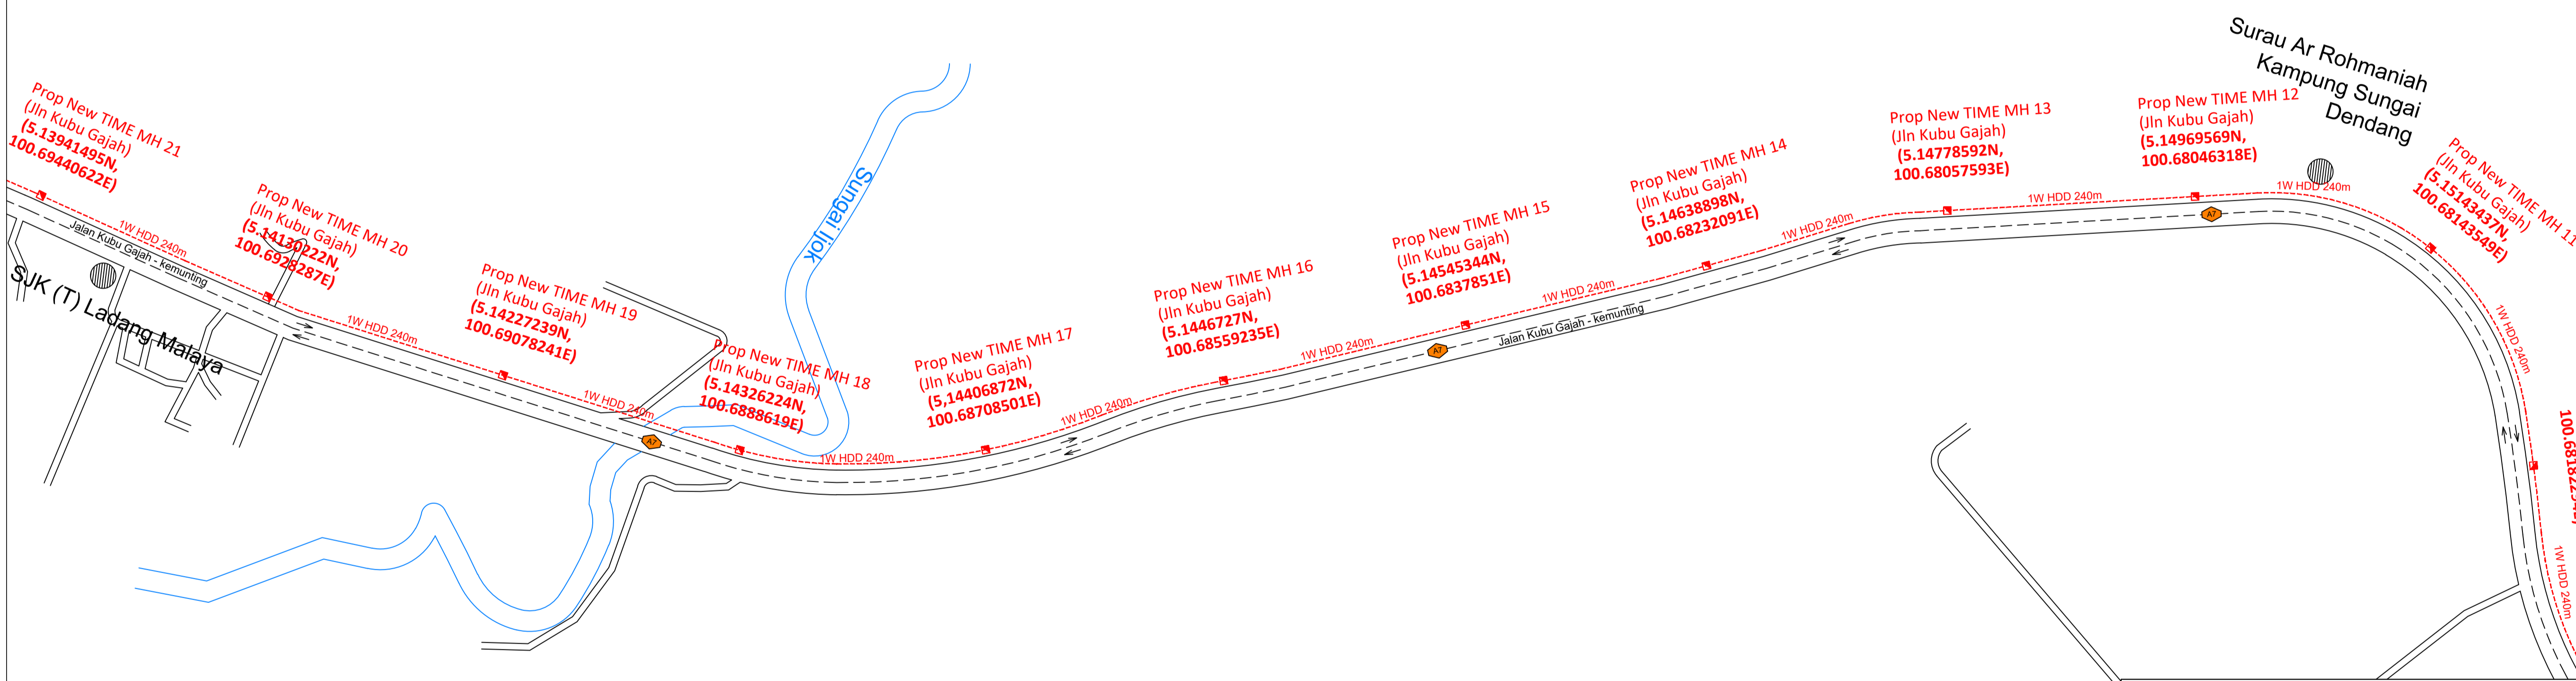 Prop New TIME MH 21
(Jln Kubu Gajah)
(5.13941495N,
100.69440622E)
1W HDD 240m
Jalan Kubu Gajah - kemunting
SJK (T) Ladang Malaya
Prop New TIME MH 20
(Jln Kubu Gajah)
100.6928287E)
1W HDD 240m
Prop New TIME MH 19
(Jln Kubu Gajah)
(5.14227239N,
100.69078241E)
1W HDD 240m
A7
Prop New TIME MH 18
(Jln Kubu Gajah)
(5.14326224N,
100.6888619E)
Sungai Ijok
1W HDD 240m
Prop New TIME MH 17
(Jln Kubu Gajah)
(5,14406872N,
100.68708501E)
1W HDD 240m
Prop New TIME MH 16
(Jln Kubu Gajah)
(5.1446727N,
100.68559235E)
1W HDD 240m
Prop New TIME MH 15
(Jln Kubu Gajah)
(5.14545344N,
100.6837851E)
A7
1W HDD 240m
Jalan Kubu Gajah - kemunting
Prop New TIME MH 14
(Jln Kubu Gajah)
(5.14638898N,
100.68232091E)
1W HDD 240m
Prop New TIME MH 13
(Jln Kubu Gajah)
(5.14778592N,
100.68057593E)
1W HDD 240m
Prop New TIME MH 12
(Jln Kubu Gajah)
(5.14969569N,
100.68046318E)
A7
Surau Ar Rohmaniah
Kampung Sungai
Dendang
1W HDD 240m
Prop New TIME MH 11
(Jln Kubu Gajah)
(5.15143437N,
100.68143549E)
1W HDD 240m
1W HDD 240m